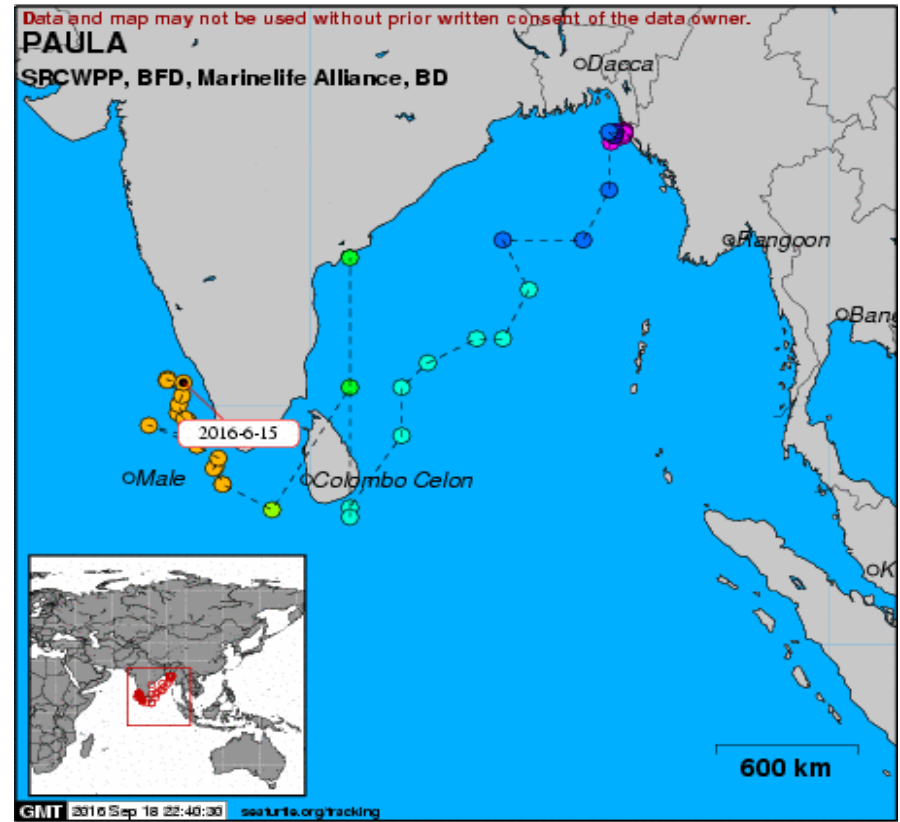 Data and map may not be used without prior written consent of the data owner.
PAULA
SRCWPP, BFD, Marinelife Alliance, BD
Dacca
Rangoon
Bang
2016-6-15
Male
Colombo Celon
K
600 km
GMT 2016 Sep 18 22:40:30 seaturtle.org/tracking